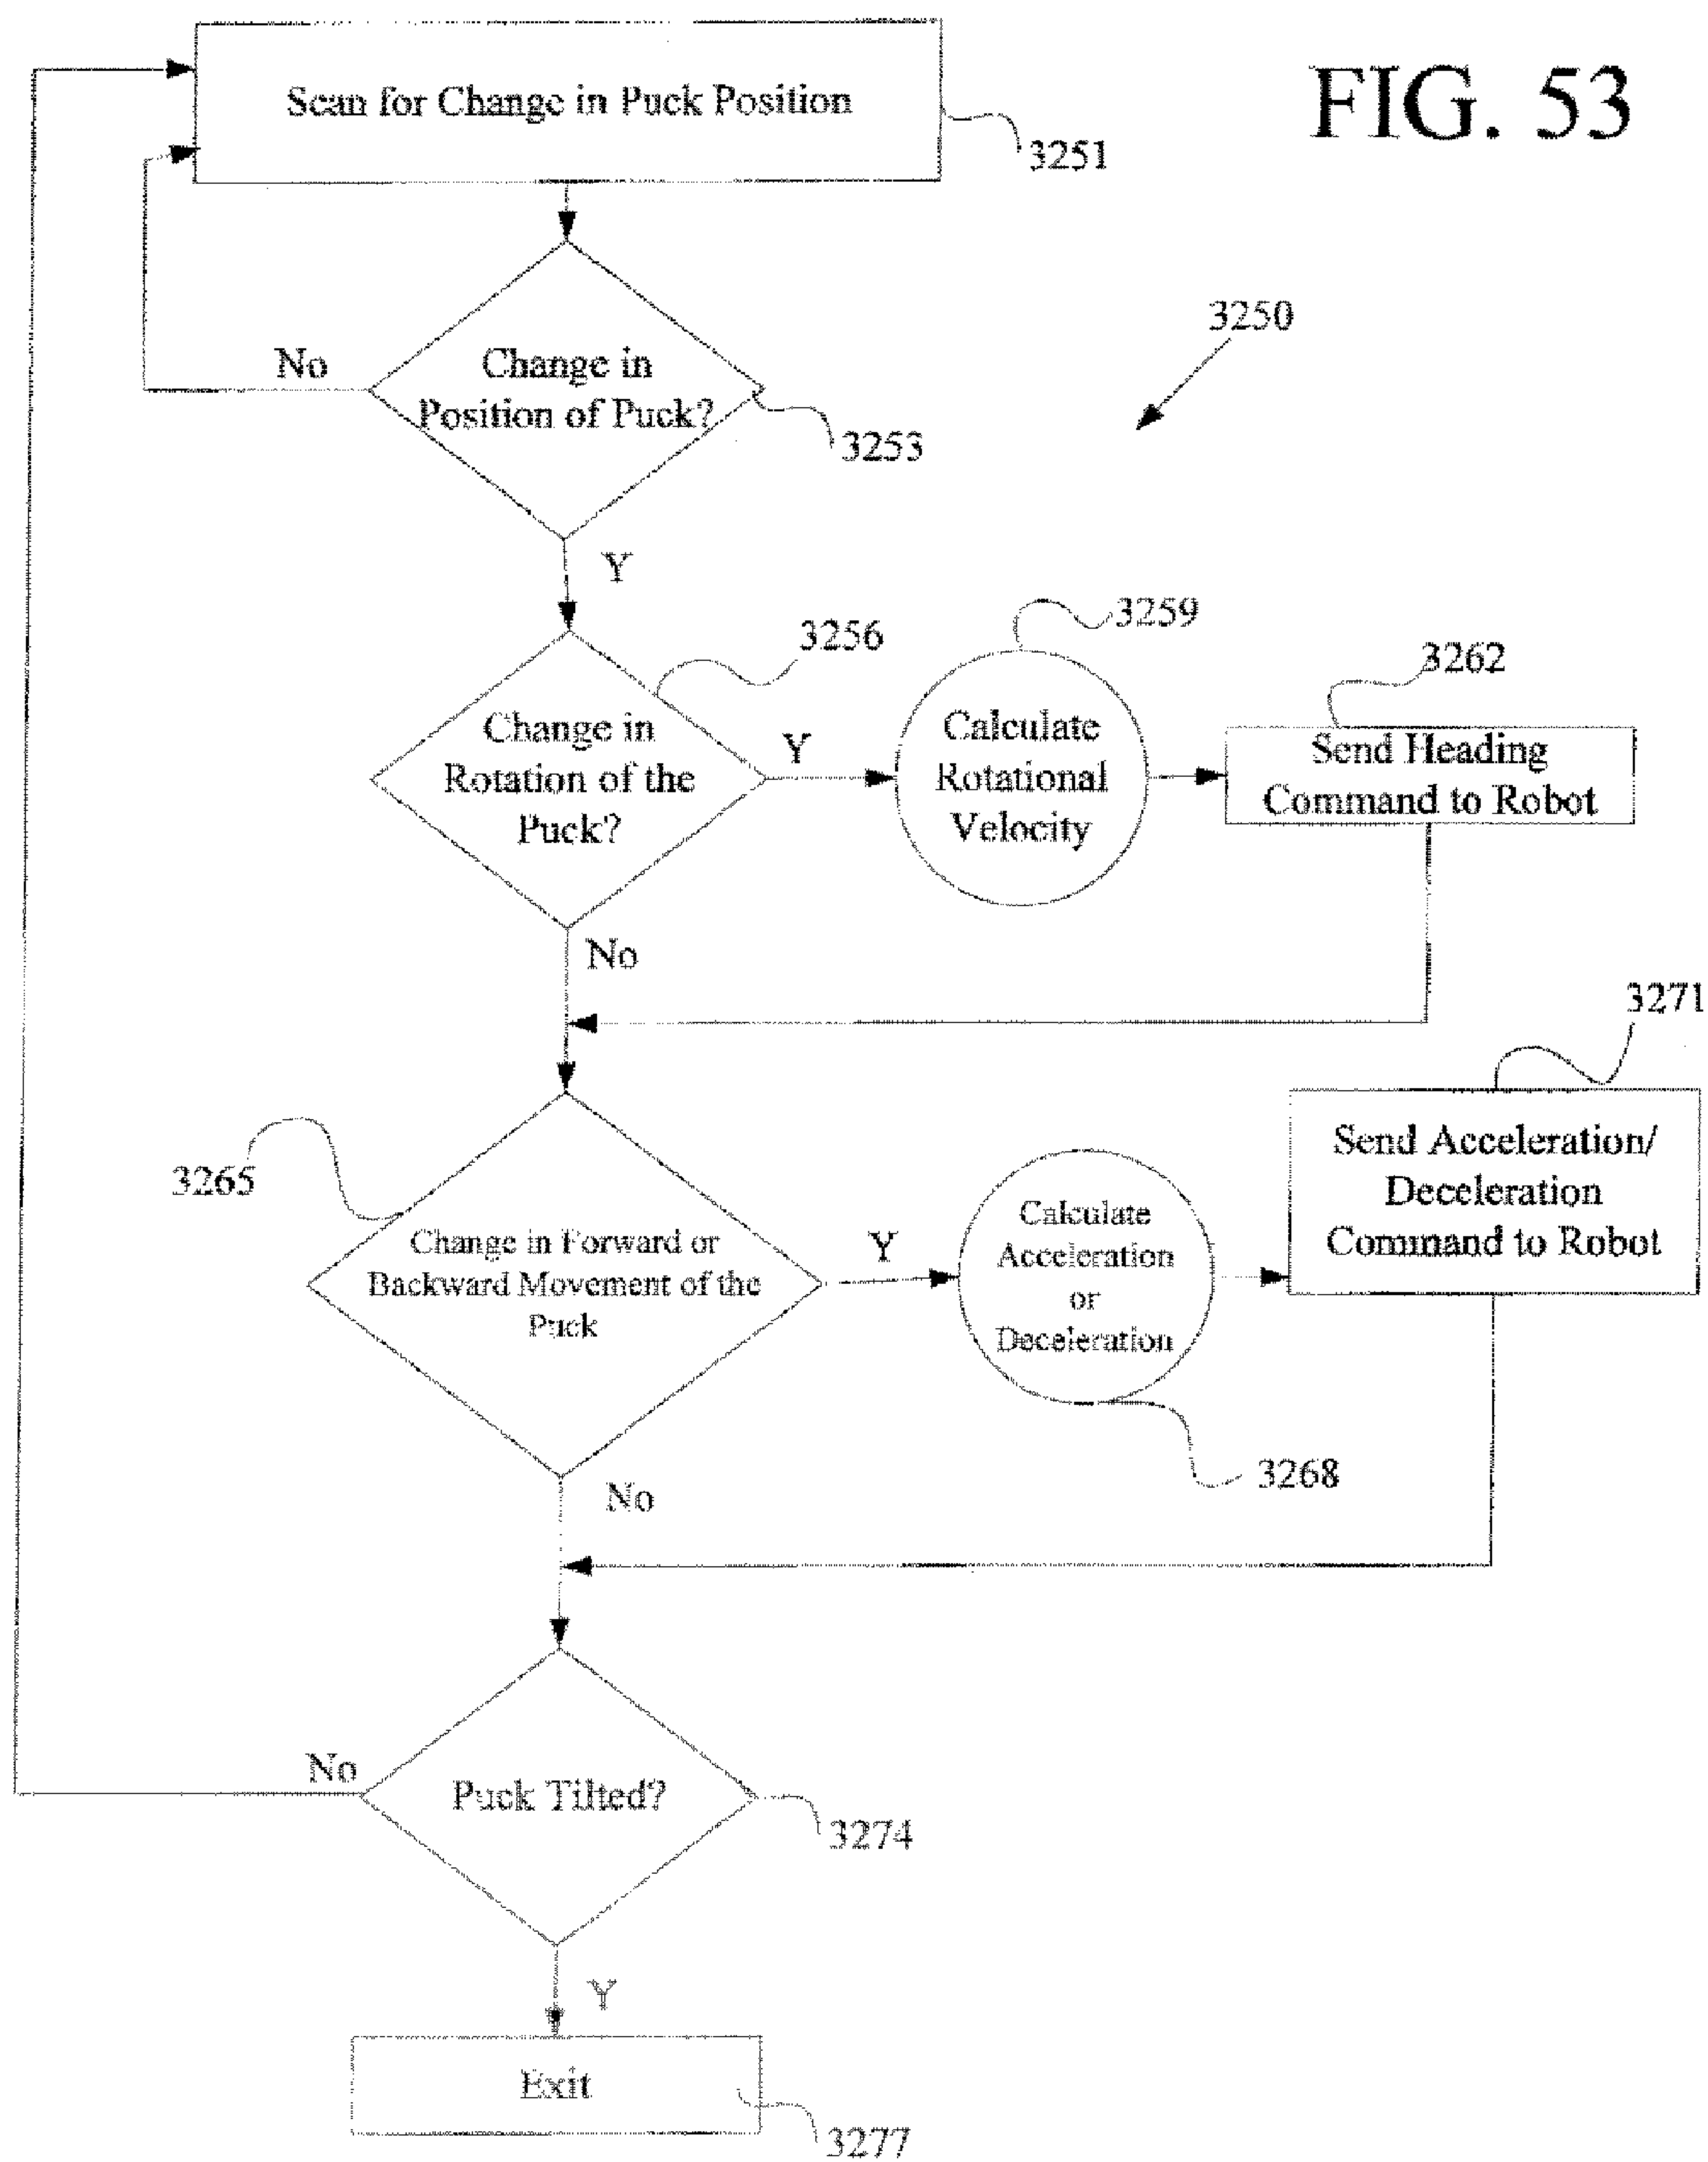 FIG. 53
Scan for Change in Puck Position
3251
3250
No
Change in
Position of Puck?
3253
Y
3256
3259
3262
Change in
Rotation of the
Puck?
Y
Calculate
Rotational
Velocity
Send Heading
Command to Robot
No
3271
3265
Change in Forward or
Backward Movement of the
Puck
Y
Calculate
Acceleration
or
Deceleration
Send Acceleration/
Deceleration
Command to Robot
3268
No
No
Puck Tilted?
3274
Y
Exit
3277